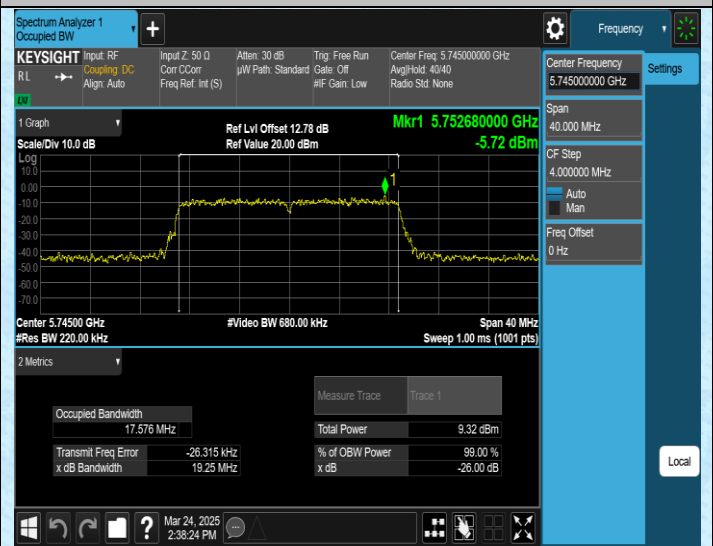 Spectrum Analyzer 1
Occupied BW
Frequency
KEYSIGHT
Input: RF
Coupling: DC
Align: Auto
RL
LXI
Input Z: 50 Ω
Corr CCorr
Freq Ref: Int (S)
Atten: 30 dB
µW Path: Standard
Trig: Free Run
Gate: Off
#IF Gain: Low
Center Freq: 5.745000000 GHz
Avg|Hold: 40/40
Radio Std: None
Center Frequency
5.745000000 GHz
Settings
Span
40.000 MHz
CF Step
4.000000 MHz
Auto
Man
Freq Offset
0 Hz
Local
1 Graph
Scale/Div 10.0 dB
Ref Lvl Offset 12.78 dB
Ref Value 20.00 dBm
Mkr1 5.752680000 GHz
-5.72 dBm
Log
10.0
0.00
-10.0
-20.0
-30.0
-40.0
-50.0
-60.0
-70.0
1
Center 5.74500 GHz
#Video BW 680.00 kHz
Span 40 MHz
#Res BW 220.00 kHz
Sweep 1.00 ms (1001 pts)
2 Metrics
Measure Trace
Trace 1
Occupied Bandwidth
17.576 MHz
Total Power
9.32 dBm
Transmit Freq Error
-26.315 kHz
% of OBW Power
99.00 %
x dB Bandwidth
19.25 MHz
x dB
-26.00 dB
Mar 24, 2025
2:38:24 PM